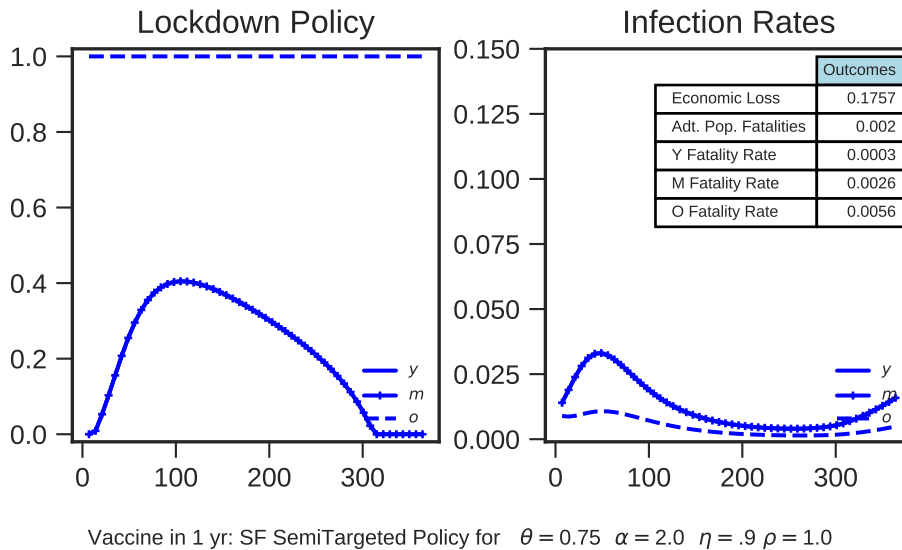 Lockdown Policy
1.0
0.8
0.6
0.4
0.2
0.0
0 100 200 300
y
m
o
Infection Rates
0.150
0.125
0.100
0.075
0.050
0.025
0.000
0 100 200 300
Outcomes
Economic Loss 0.1757
Adt. Pop. Fatalities 0.002
Y Fatality Rate 0.0003
M Fatality Rate 0.0026
O Fatality Rate 0.0056
y
m
o
Vaccine in 1 yr: SF SemiTargeted Policy for θ = 0.75 α = 2.0 η = .9 ρ = 1.0